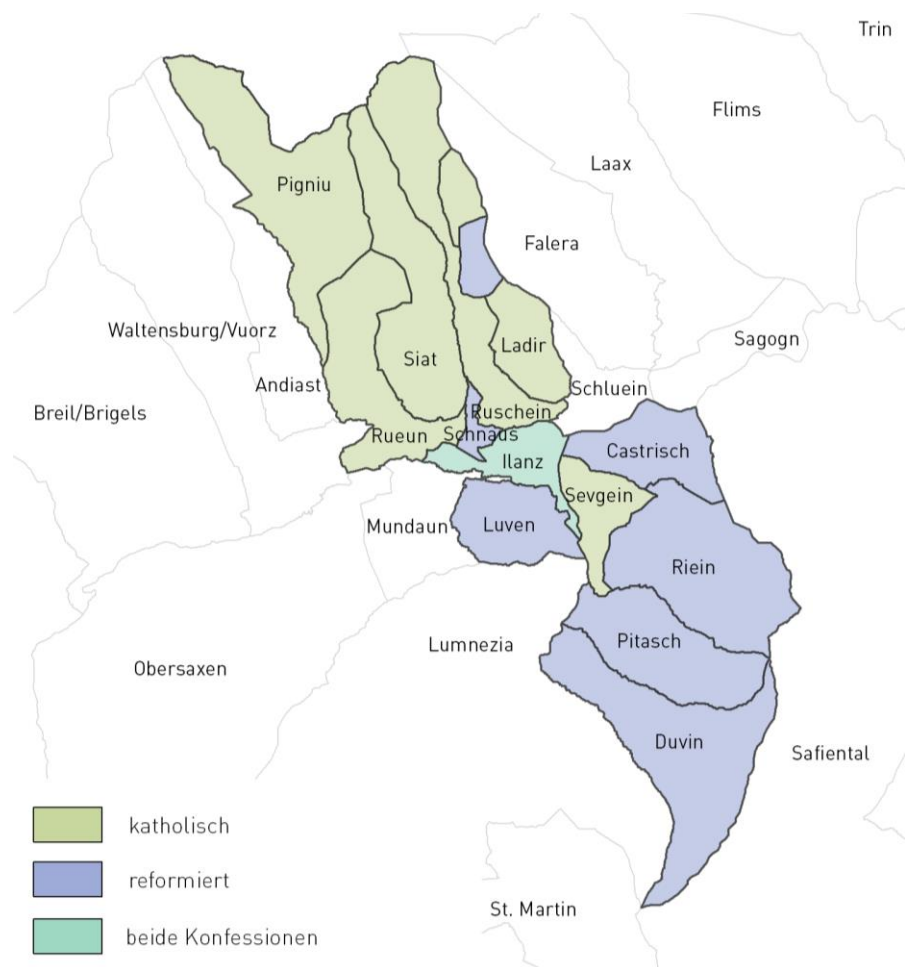 Trin
Flims
Laax
Pigniu
Falera
Waltensburg/Vuorz
Sagogn
Ladir
Siat
Andiast
Schluein
Breil/Brigels
Ruschein
Rueun
Schnaus
Castrisch
Ilanz
Sevgein
Mundaun
Luven
Riein
Lumnezia
Pitasch
Obersaxen
Duvin
Safiental
katholisch
reformiert
St. Martin
beide Konfessionen